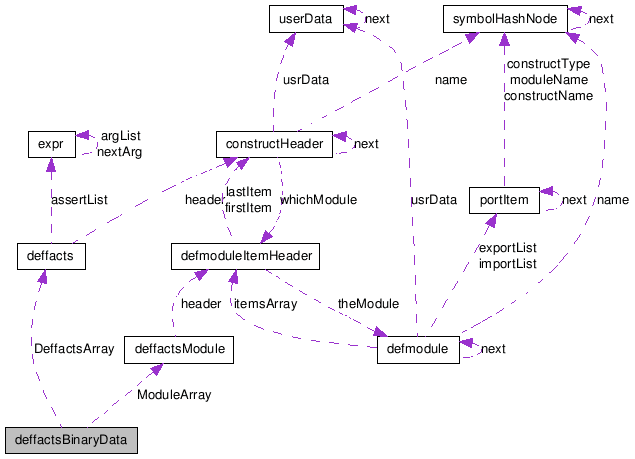 userData
next
symbolHashNode
next
constructType
moduleName
constructName
usrData
name
argList
nextArg
expr
constructHeader
next
assertList
header
lastItem
firstItem
whichModule
usrData
portItem
next
name
deffacts
defmoduleItemHeader
exportList
importList
header
itemsArray
theModule
DeffactsArray
deffactsModule
defmodule
next
ModuleArray
deffactsBinaryData